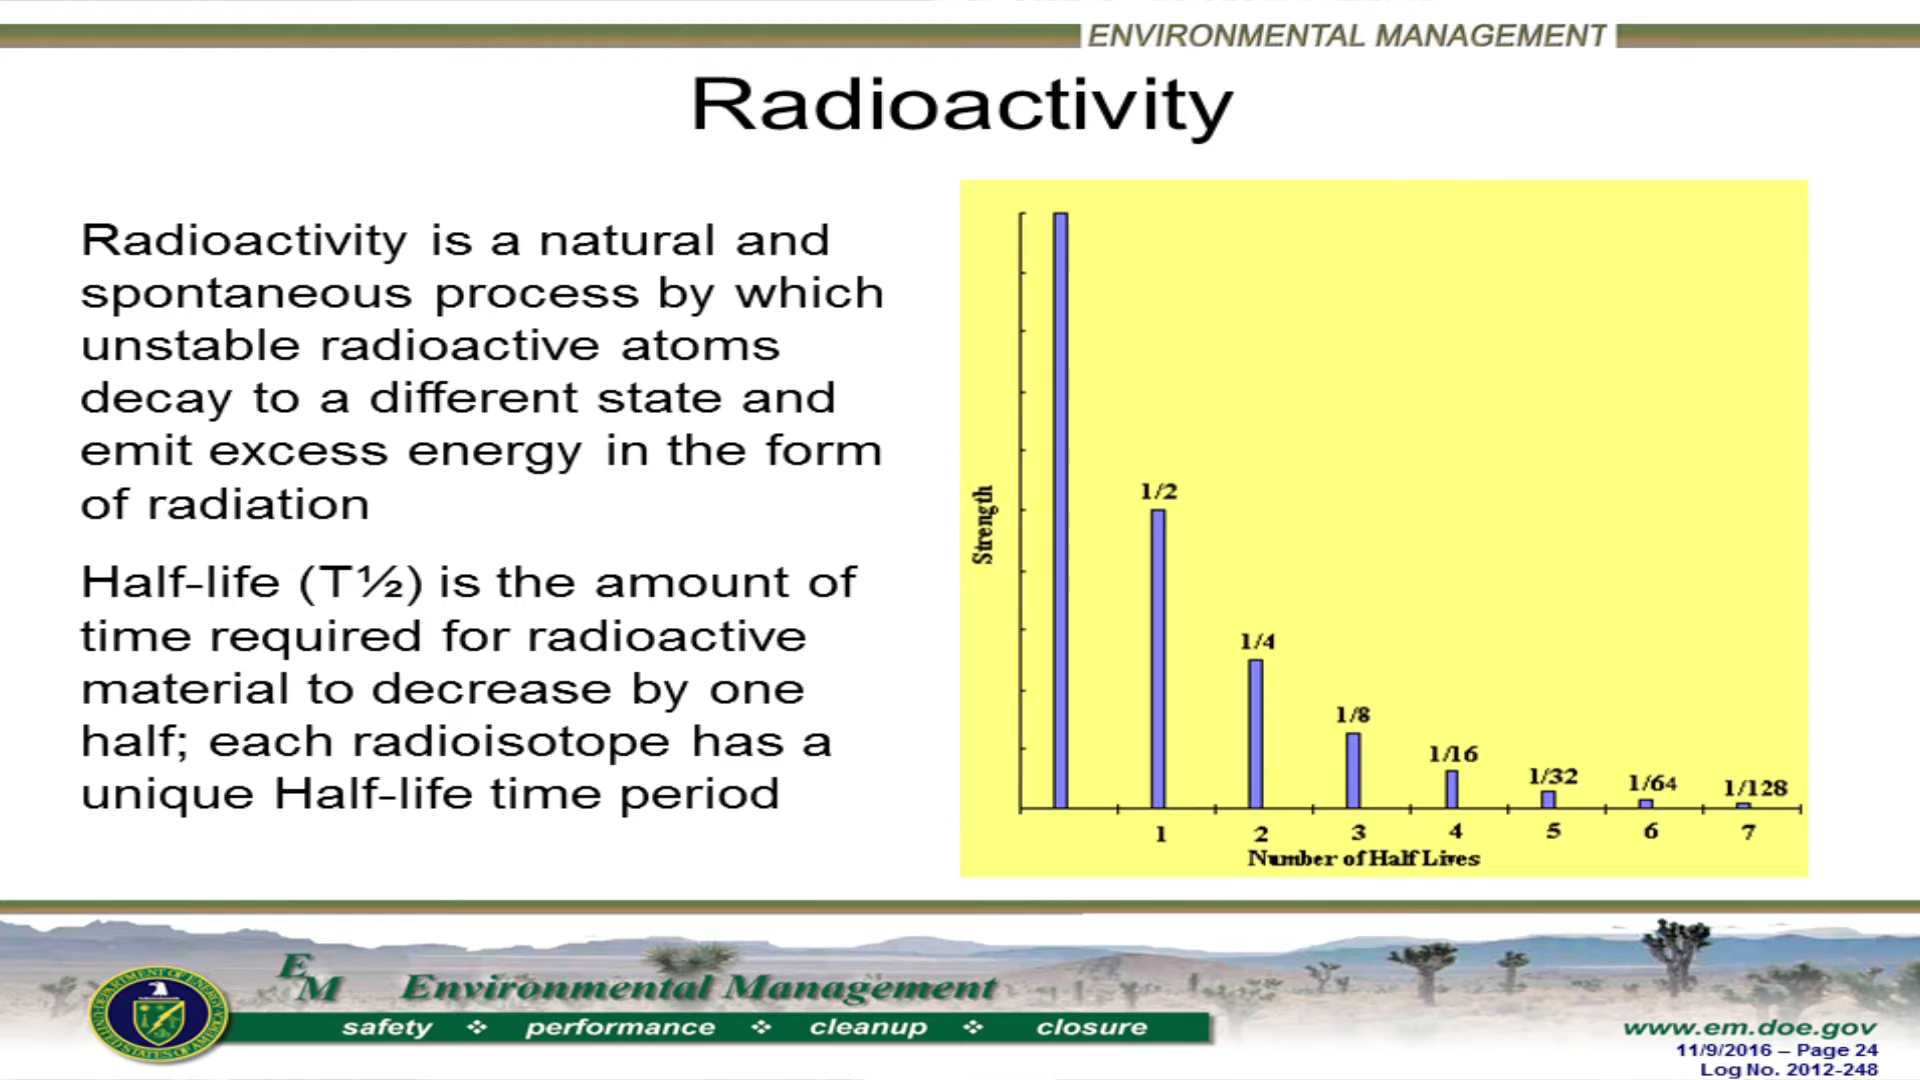 ENVIRONMENTAL MANAGEMENT
Radioactivity
Radioactivity is a natural and
spontaneous process by which
unstable radioactive atoms
decay to a different state and
emit excess energy in the form
of radiation
Half-life (T½) is the amount of
time required for radioactive
material to decrease by one
half; each radioisotope has a
unique Half-life time period
Strength
1/2
1/4
1/8
1/16
1/32
1/64
1/128
1 2 3 4 5 6 7
Number of Half Lives
EM Environmental Management
safety ❖ performance ❖ cleanup ❖ closure
www.em.doe.gov
11/9/2016 – Page 24
Log No. 2012-248